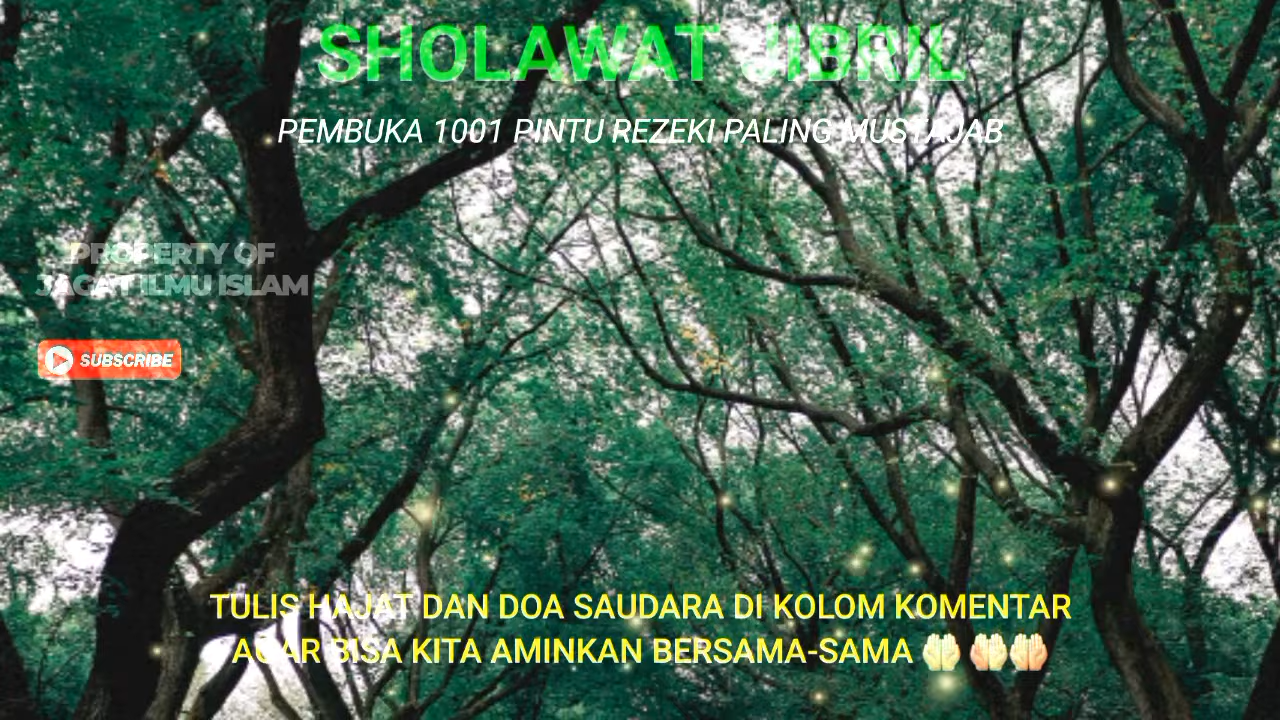 SHOLAWAT JIBRIL
PEMBUKA 1001 PINTU REZEKI PALING MUSTAJAB
PROPERTY OF
JAGAT ILMU ISLAM
SUBSCRIBE
TULIS HAJAT DAN DOA SAUDARA DI KOLOM KOMENTAR
AGAR BISA KITA AMINKAN BERSAMA-SAMA 🤲🏻 🤲🏻🤲🏻